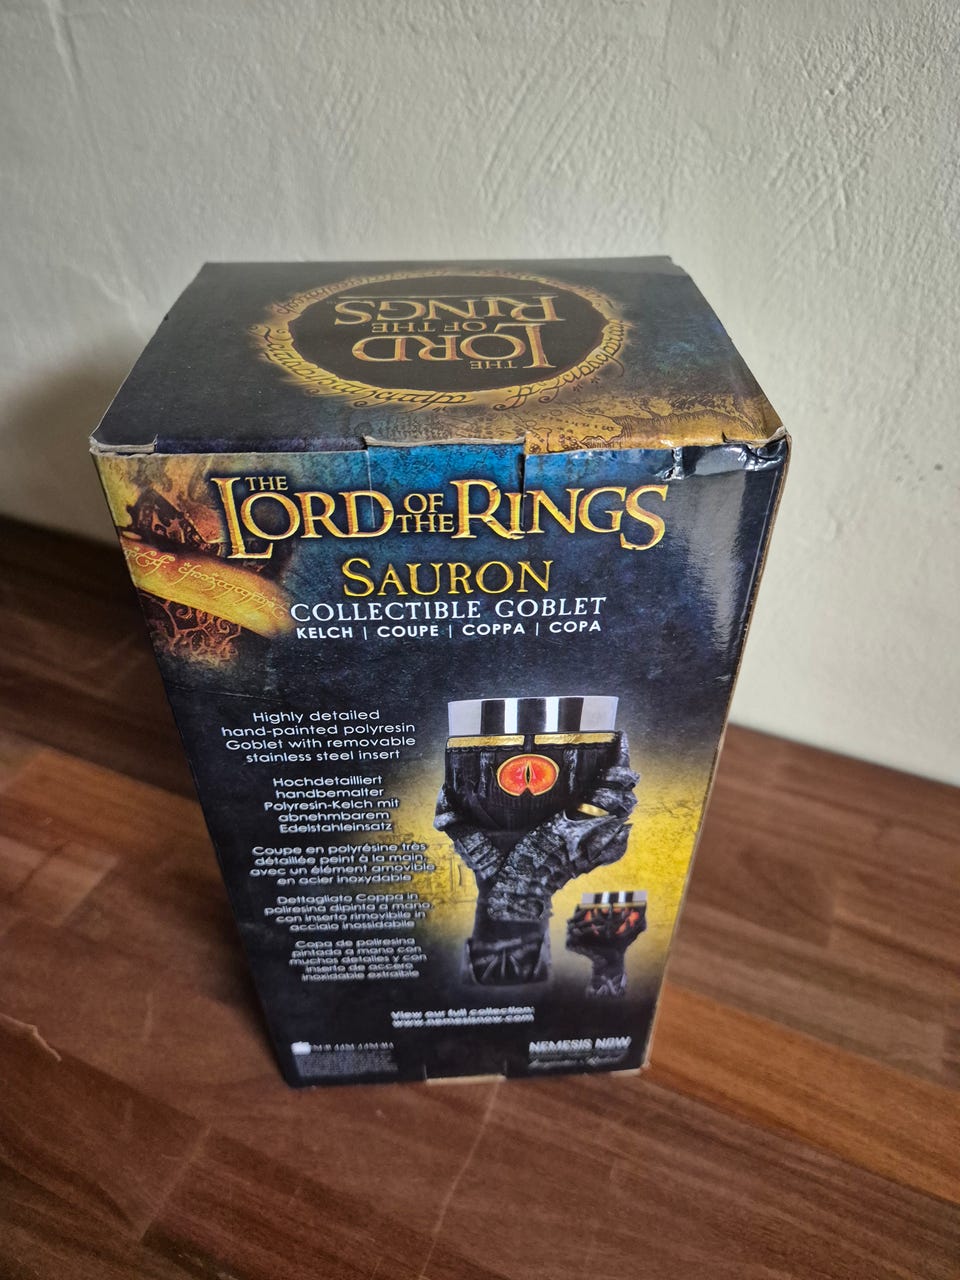 THE
LORD
OF THE
RINGS
THE LORD OF THE RINGS
SAURON
COLLECTIBLE GOBLET
KELCH | COUPE | COPPA | COPA
Highly detailed
hand-painted polyresin
Goblet with removable
stainless steel insert
Hochdetailliert
handbemalter
Polyresin-Kelch mit
abnehmbarem
Edelstahleinsatz
Coupe en polyrésine très
détaillée peint à la main,
avec un élément amovible
en acier inoxydable
Dettagliato Coppa in
poliresina dipinta a mano,
con inserto rimovibile in
acciaio inossidabile
Copa de poliresina
pintada a mano con
muchos detalles y con
inserto de accero
inoxidable extraíble
View our full collection:
www.nemesisnow.com
NEMESIS NOW